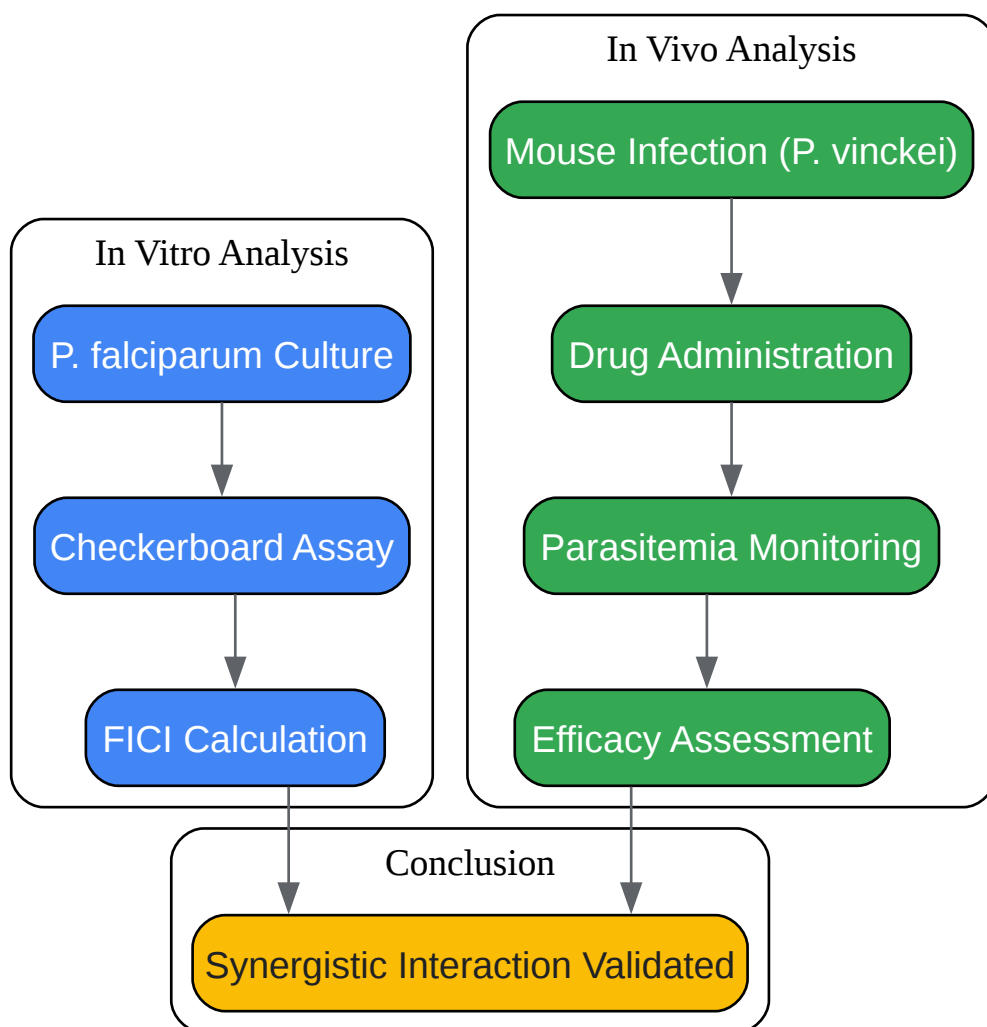 In Vitro Analysis
P. falciparum Culture
Checkerboard Assay
FICI Calculation
In Vivo Analysis
Mouse Infection (P. vinckei)
Drug Administration
Parasitemia Monitoring
Efficacy Assessment
Conclusion
Synergistic Interaction Validated